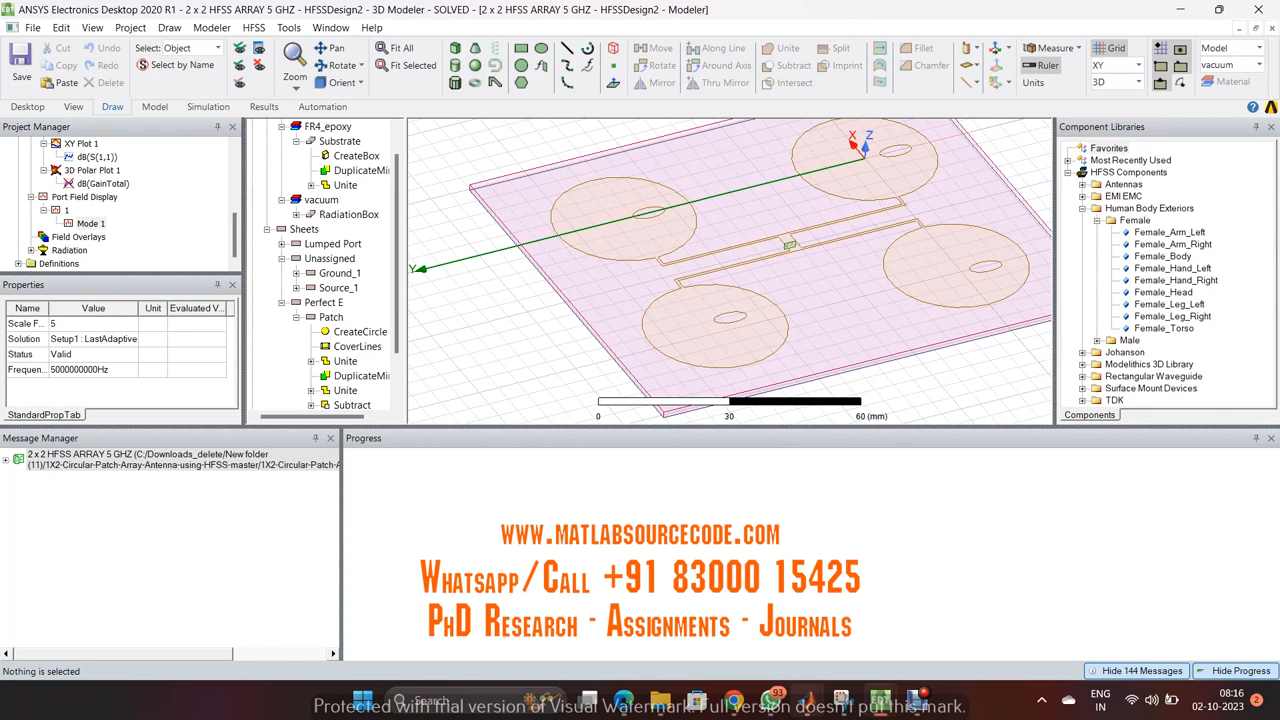 ANSYS Electronics Desktop 2020 R1 - 2 x 2 HFSS ARRAY 5 GHZ - HFSSDesign2 - 3D Modeler - SOLVED - [2 x 2 HFSS ARRAY 5 GHZ - HFSSDesign2 - Modeler]
File Edit View Project Draw Modeler HFSS Tools Window Help
Save
Cut
Copy
Paste
Undo
Redo
Delete
Select: Object
Select by Name
Zoom
Pan
Rotate
Orient
Fit All
Fit Selected
Move
Rotate
Mirror
Along Line
Around Axis
Thru Mirror
Unite
Subtract
Intersect
Split
Imprint
Fillet
Chamfer
Measure
Ruler
Units
Grid
XY
3D
Model
vacuum
Material
Desktop View Draw Model Simulation Results Automation
Project Manager
XY Plot 1
dB(S(1,1))
3D Polar Plot 1
dB(GainTotal)
Port Field Display
1
Mode 1
Field Overlays
Radiation
Definitions
Properties
Name Value Unit Evaluated V...
Scale F... 5
Solution Setup1 : LastAdaptive
Status Valid
Frequen... 5000000000Hz
StandardPropTab
FR4_epoxy
Substrate
CreateBox
DuplicateMi
Unite
vacuum
RadiationBox
Sheets
Lumped Port
Unassigned
Ground_1
Source_1
Perfect E
Patch
CreateCircle
CoverLines
Unite
DuplicateMi
Unite
Subtract
X
Z
Y
0 30 60 (mm)
Component Libraries
Favorites
Most Recently Used
HFSS Components
Antennas
EMI EMC
Human Body Exteriors
Female
Female_Arm_Left
Female_Arm_Right
Female_Body
Female_Hand_Left
Female_Hand_Right
Female_Head
Female_Leg_Left
Female_Leg_Right
Female_Torso
Male
Johanson
Modelithics 3D Library
Rectangular Waveguide
Surface Mount Devices
TDK
Components
Message Manager
2 x 2 HFSS ARRAY 5 GHZ (C:/Downloads_delete/New folder
(11)/1X2-Circular-Patch-Array-Antenna-using-HFSS-master/1X2-Circular-Patch-A
Progress
www.matlabsourcecode.com
Whatsapp/Call +91 83000 15425
PhD Research - Assignments - Journals
Nothing is selected
Hide 144 Messages
Hide Progress
Search
93
ENG
IN
08:16
02-10-2023
2
Protected with trial version of Visual Watermark. Full version doesn't put this mark.